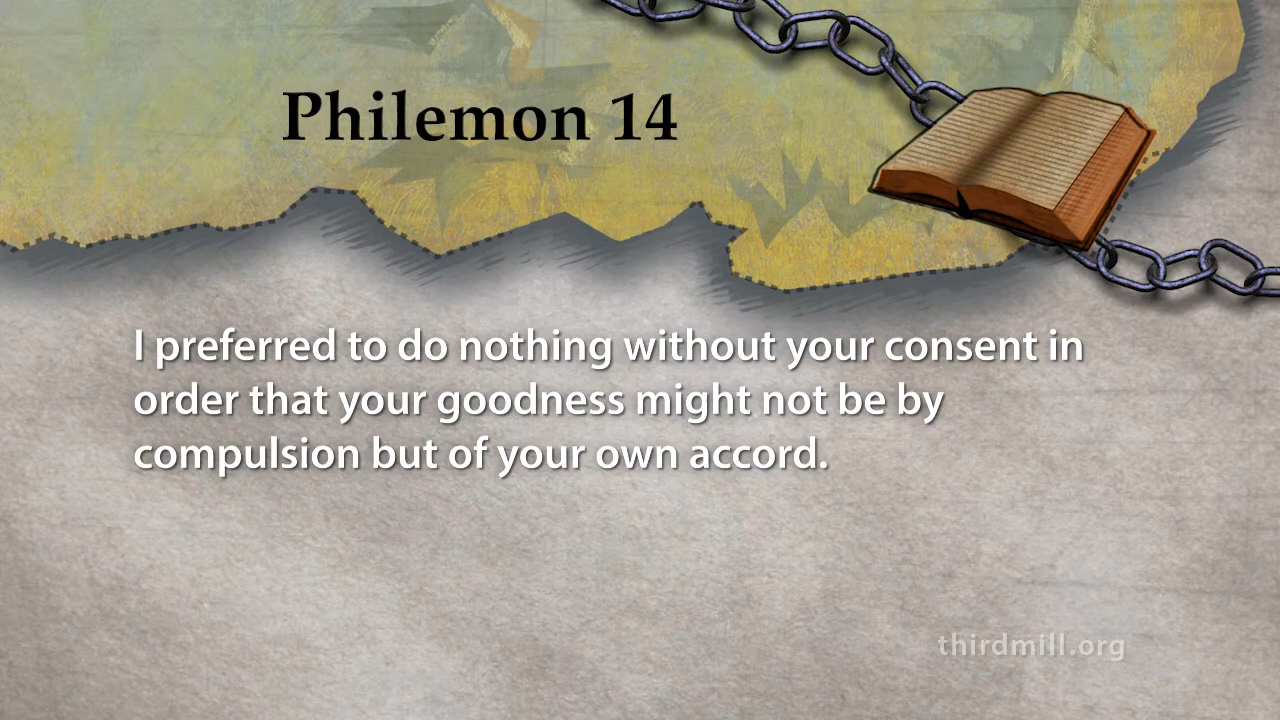 Philemon 14
I preferred to do nothing without your consent in
order that your goodness might not be by
compulsion but of your own accord.
thirdmill.org